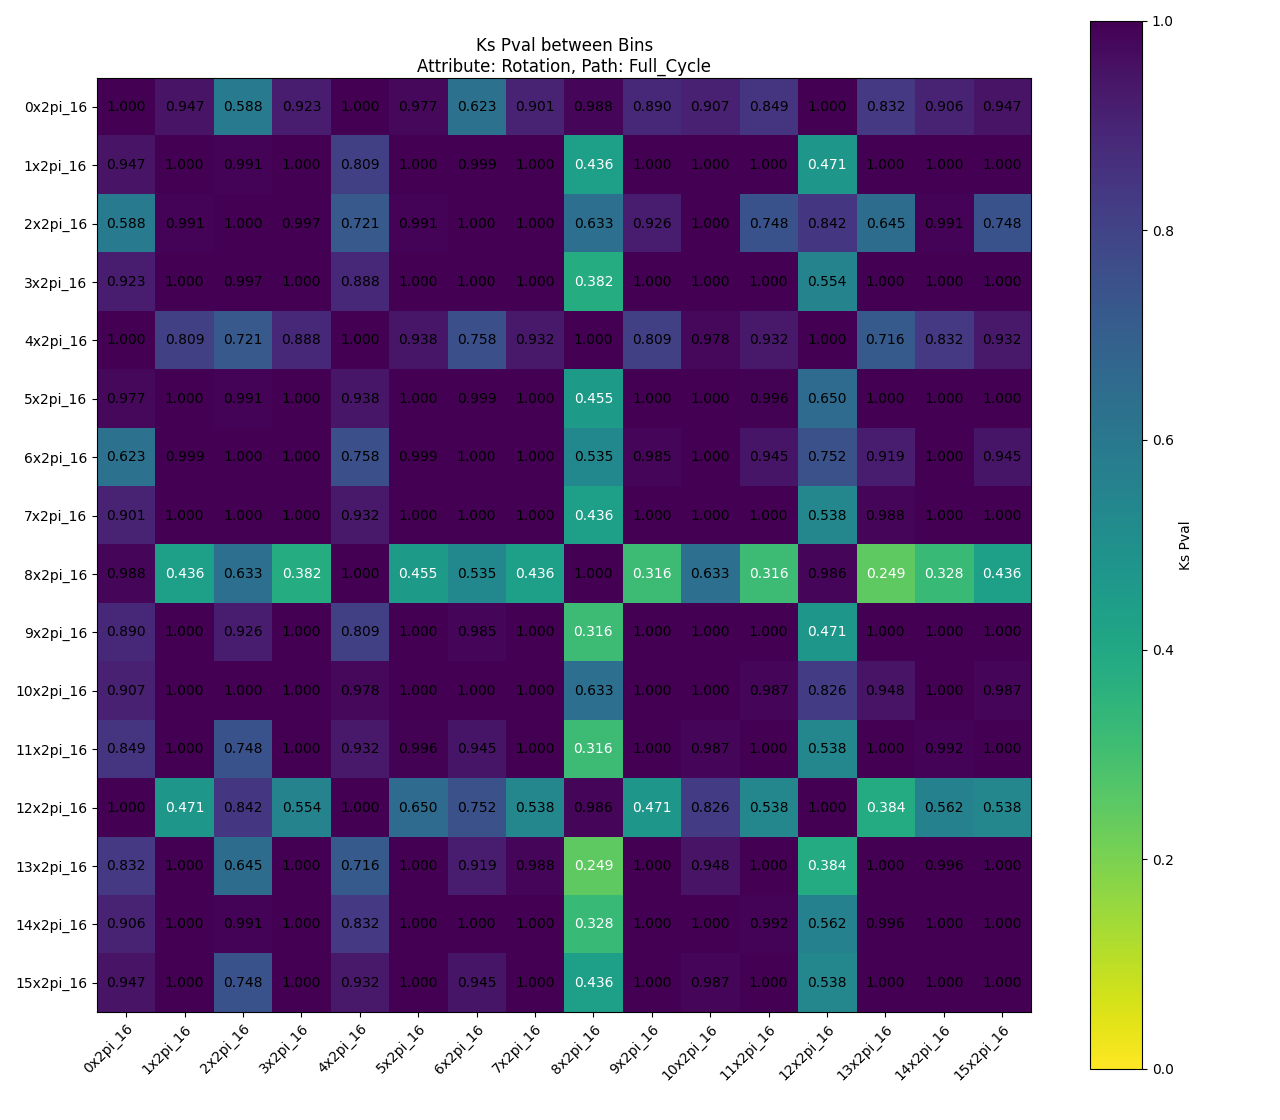 Ks Pval between Bins
Attribute: Rotation, Path: Full_Cycle
0x2pi_16 1.000 0.947 0.588 0.923 1.000 0.977 0.623 0.901 0.988 0.890 0.907 0.849 1.000 0.832 0.906 0.947
1x2pi_16 0.947 1.000 0.991 1.000 0.809 1.000 0.999 1.000 0.436 1.000 1.000 1.000 0.471 1.000 1.000 1.000
2x2pi_16 0.588 0.991 1.000 0.997 0.721 0.991 1.000 1.000 0.633 0.926 1.000 0.748 0.842 0.645 0.991 0.748
3x2pi_16 0.923 1.000 0.997 1.000 0.888 1.000 1.000 1.000 0.382 1.000 1.000 1.000 0.554 1.000 1.000 1.000
4x2pi_16 1.000 0.809 0.721 0.888 1.000 0.938 0.758 0.932 1.000 0.809 0.978 0.932 1.000 0.716 0.832 0.932
5x2pi_16 0.977 1.000 0.991 1.000 0.938 1.000 0.999 1.000 0.455 1.000 1.000 0.996 0.650 1.000 1.000 1.000
6x2pi_16 0.623 0.999 1.000 1.000 0.758 0.999 1.000 1.000 0.535 0.985 1.000 0.945 0.752 0.919 1.000 0.945
7x2pi_16 0.901 1.000 1.000 1.000 0.932 1.000 1.000 1.000 0.436 1.000 1.000 1.000 0.538 0.988 1.000 1.000
8x2pi_16 0.988 0.436 0.633 0.382 1.000 0.455 0.535 0.436 1.000 0.316 0.633 0.316 0.986 0.249 0.328 0.436
9x2pi_16 0.890 1.000 0.926 1.000 0.809 1.000 0.985 1.000 0.316 1.000 1.000 1.000 0.471 1.000 1.000 1.000
10x2pi_16 0.907 1.000 1.000 1.000 0.978 1.000 1.000 1.000 0.633 1.000 1.000 0.987 0.826 0.948 1.000 0.987
11x2pi_16 0.849 1.000 0.748 1.000 0.932 0.996 0.945 1.000 0.316 1.000 0.987 1.000 0.538 1.000 0.992 1.000
12x2pi_16 1.000 0.471 0.842 0.554 1.000 0.650 0.752 0.538 0.986 0.471 0.826 0.538 1.000 0.384 0.562 0.538
13x2pi_16 0.832 1.000 0.645 1.000 0.716 1.000 0.919 0.988 0.249 1.000 0.948 1.000 0.384 1.000 0.996 1.000
14x2pi_16 0.906 1.000 0.991 1.000 0.832 1.000 1.000 1.000 0.328 1.000 1.000 0.992 0.562 0.996 1.000 1.000
15x2pi_16 0.947 1.000 0.748 1.000 0.932 1.000 0.945 1.000 0.436 1.000 0.987 1.000 0.538 1.000 1.000 1.000
0x2pi_16 1x2pi_16 2x2pi_16 3x2pi_16 4x2pi_16 5x2pi_16 6x2pi_16 7x2pi_16 8x2pi_16 9x2pi_16 10x2pi_16 11x2pi_16 12x2pi_16 13x2pi_16 14x2pi_16 15x2pi_16
1.0
0.8
0.6
0.4
0.2
0.0
Ks Pval